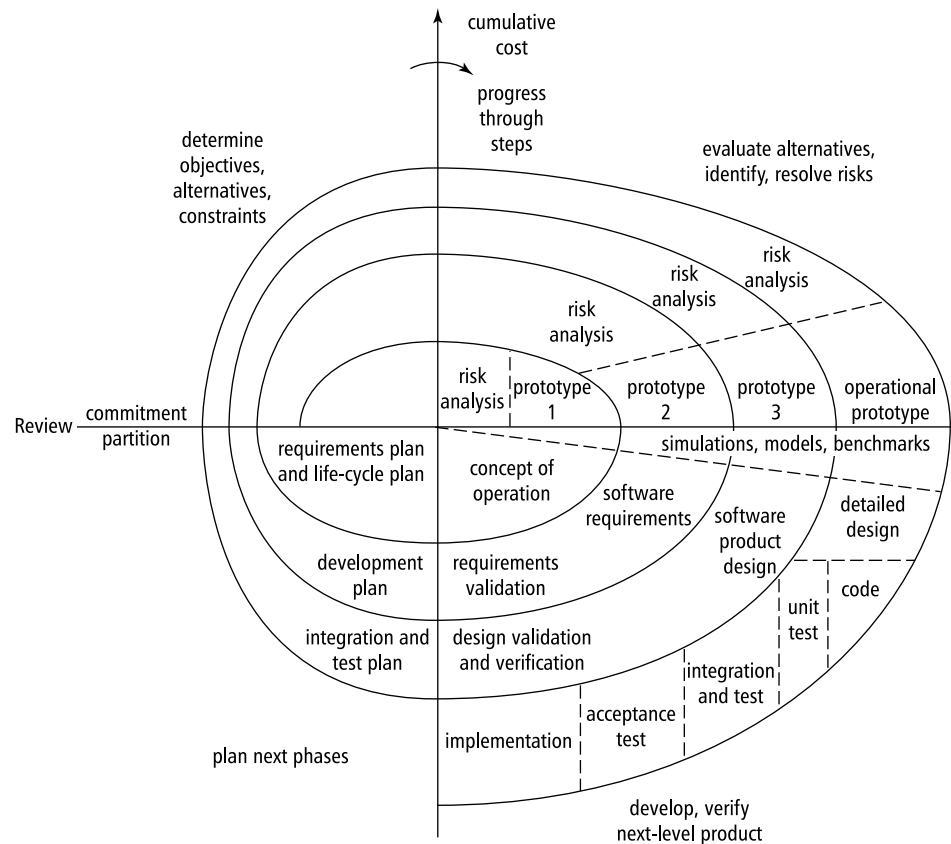 cumulative
cost
progress
through
steps
determine
objectives,
alternatives,
constraints
evaluate alternatives,
identify, resolve risks
risk
analysis
risk
analysis
risk
analysis
risk
analysis
prototype
1
prototype
2
prototype
3
operational
prototype
Review
commitment
partition
requirements plan
and life-cycle plan
concept of
operation
simulations, models, benchmarks
software
requirements
software
product
design
detailed
design
development
plan
requirements
validation
unit
test
code
integration and
test plan
design validation
and verification
integration
and test
acceptance
test
implementation
plan next phases
develop, verify
next-level product